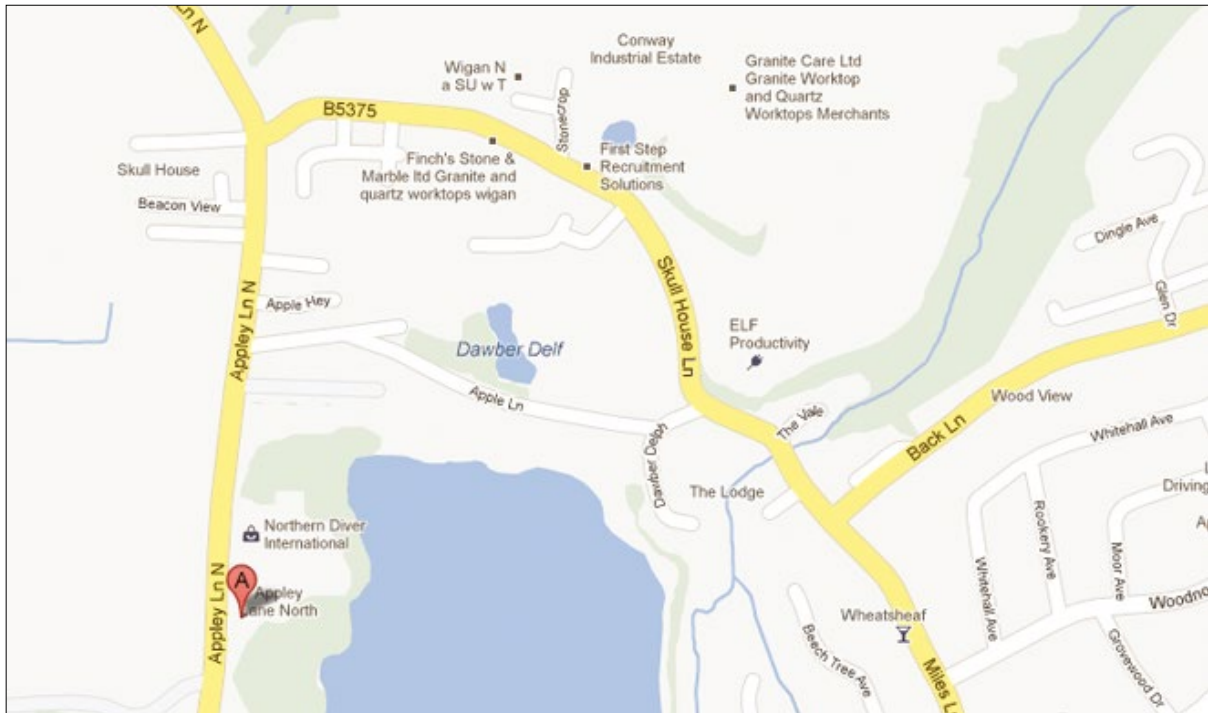 Ln N
Wigan N
a SU w T
Conway
Industrial Estate
Granite Care Ltd
Granite Worktop
and Quartz
Worktops Merchants
B5375
Stonecrop
Finch's Stone &
Marble ltd Granite and
quartz worktops wigan
First Step
Recruitment
Solutions
Skull House
Beacon View
Dingle Ave
Glen Dr
Apple Hey
Appley Ln N
Skull House Ln
Dawber Delf
ELF
Productivity
Apple Ln
Wood View
The Vale
Back Ln
Whitehall Ave
Dawber Delph
The Lodge
Driving
Rookery Ave
Moor Ave
Northern Diver
International
Appley Ln N
A
Appley
Lane North
Whitehall Ave
Wheatsheaf
Beech Tree Ave
Miles L
Woodno
Grovewood Dr